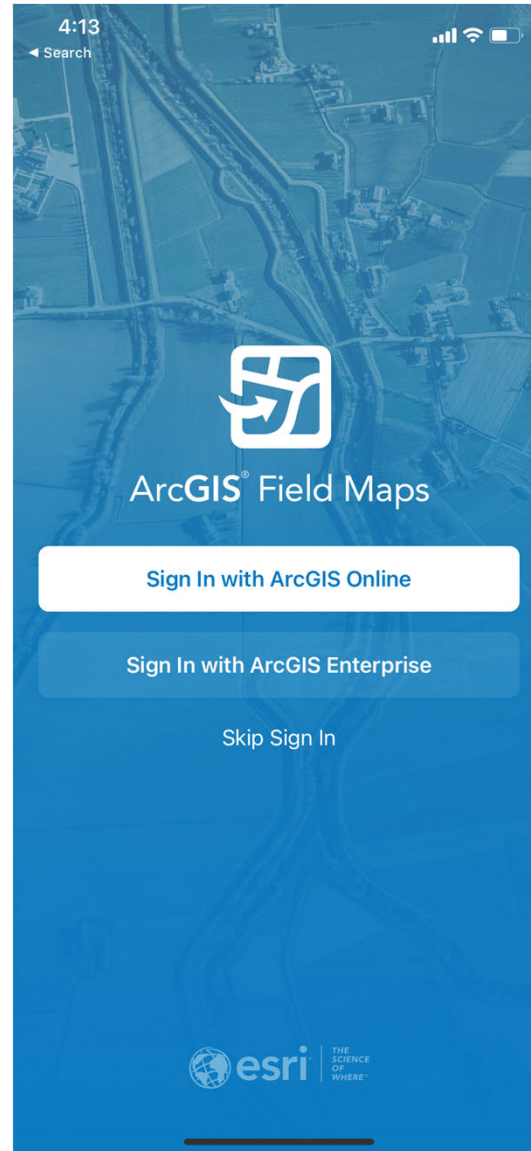 4:13
◀ Search
ArcGIS® Field Maps
Sign In with ArcGIS Online
Sign In with ArcGIS Enterprise
Skip Sign In
esri
THE
SCIENCE
OF
WHERE™